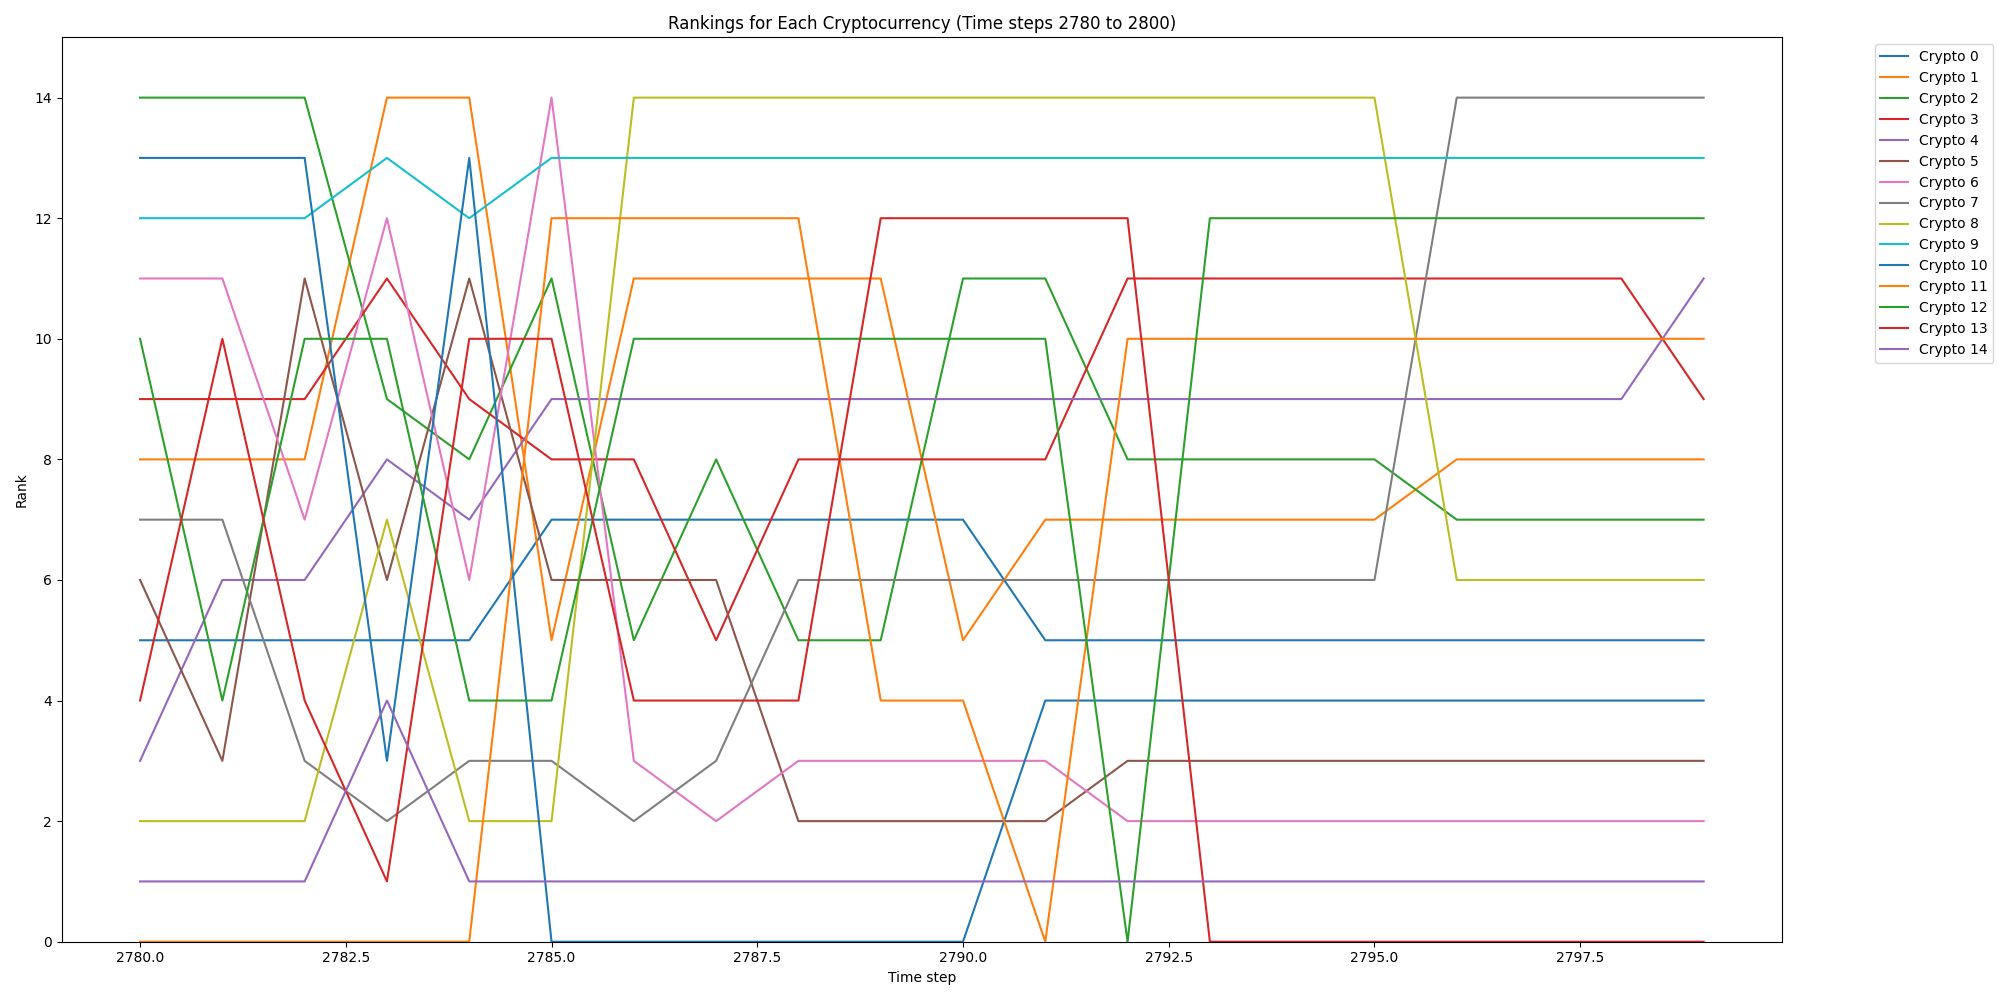 Rankings for Each Cryptocurrency (Time steps 2780 to 2800)
Rank
14
12
10
8
6
4
2
0
2780.0 2782.5 2785.0 2787.5 2790.0 2792.5 2795.0 2797.5
Time step
Crypto 0
Crypto 1
Crypto 2
Crypto 3
Crypto 4
Crypto 5
Crypto 6
Crypto 7
Crypto 8
Crypto 9
Crypto 10
Crypto 11
Crypto 12
Crypto 13
Crypto 14